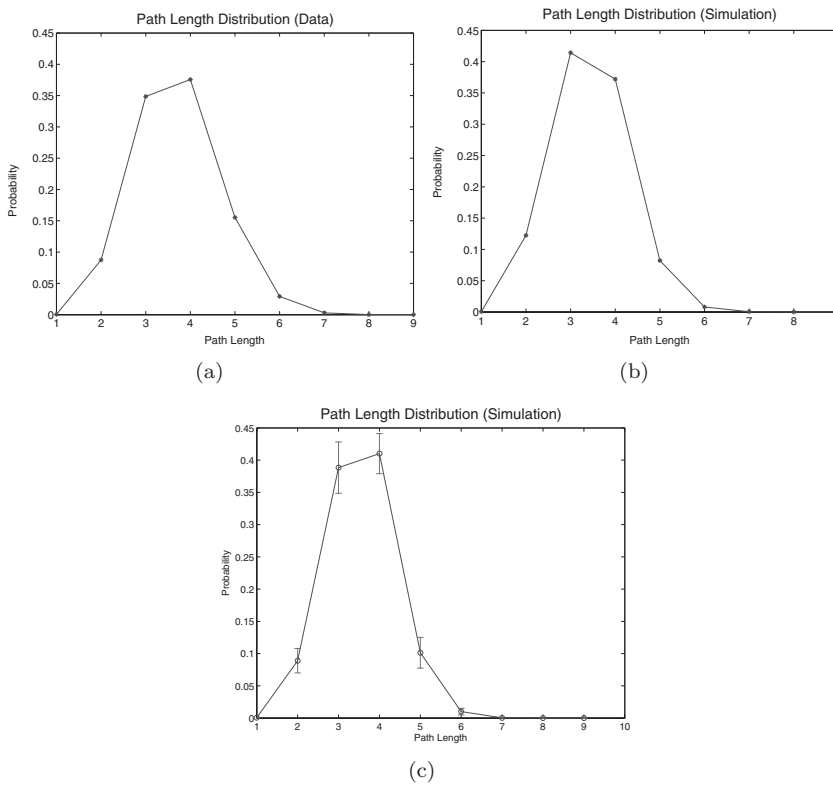 Path Length Distribution (Data)
0.45
0.4
0.35
0.3
0.25
0.2
0.15
0.1
0.05
0
Probability
1 2 3 4 5 6 7 8 9
Path Length
(a)
Path Length Distribution (Simulation)
0.45
0.4
0.35
0.3
0.25
0.2
0.15
0.1
0.05
0
Probability
1 2 3 4 5 6 7 8
Path Length
(b)
Path Length Distribution (Simulation)
0.45
0.4
0.35
0.3
0.25
0.2
0.15
0.1
0.05
0
Probability
1 2 3 4 5 6 7 8 9 10
Path Length
(c)